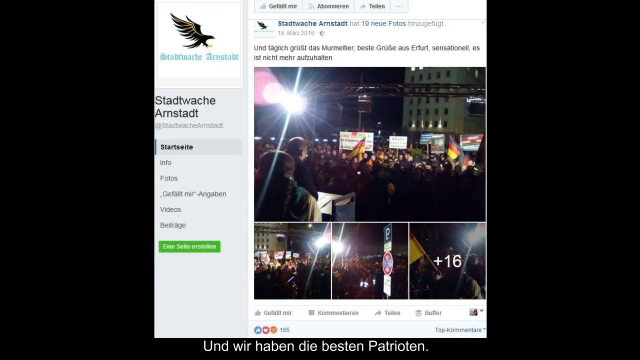 Gefällt mir Abonnieren Teilen ...
Stadtwache Arnstadt
Stadtwache Arnstadt hat 19 neue Fotos hinzugefügt
16. März 2016
Und täglich grüßt das Murmeltier, beste Grüße aus Erfurt, sensationell, es
ist nicht mehr aufzuhalten
Stadtwache
Arnstadt
@StadtwacheArnstadt
Startseite
Info
Fotos
„Gefällt mir“-Angaben
Videos
Beiträge
Eine Seite erstellen
P
+16
Gefällt mir Kommentieren Teilen Buffer
165 Top-Kommentare
Und wir haben die besten Patrioten.